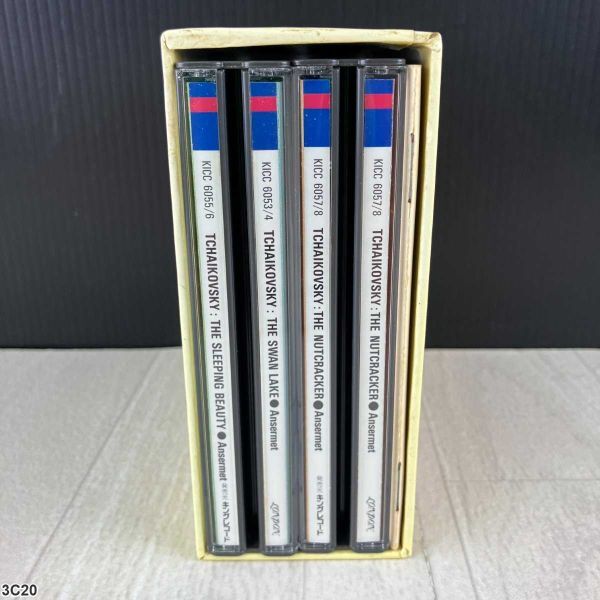 KICC 6055/6 TCHAIKOVSKY : THE SLEEPING BEAUTY ● Ansermet
KICC 6053/4 TCHAIKOVSKY : THE SWAN LAKE ● Ansermet
KICC 6057/8 TCHAIKOVSKY : THE NUTCRACKER ● Ansermet
KICC 6057/8 TCHAIKOVSKY : THE NUTCRACKER ● Ansermet LONDON
3C20